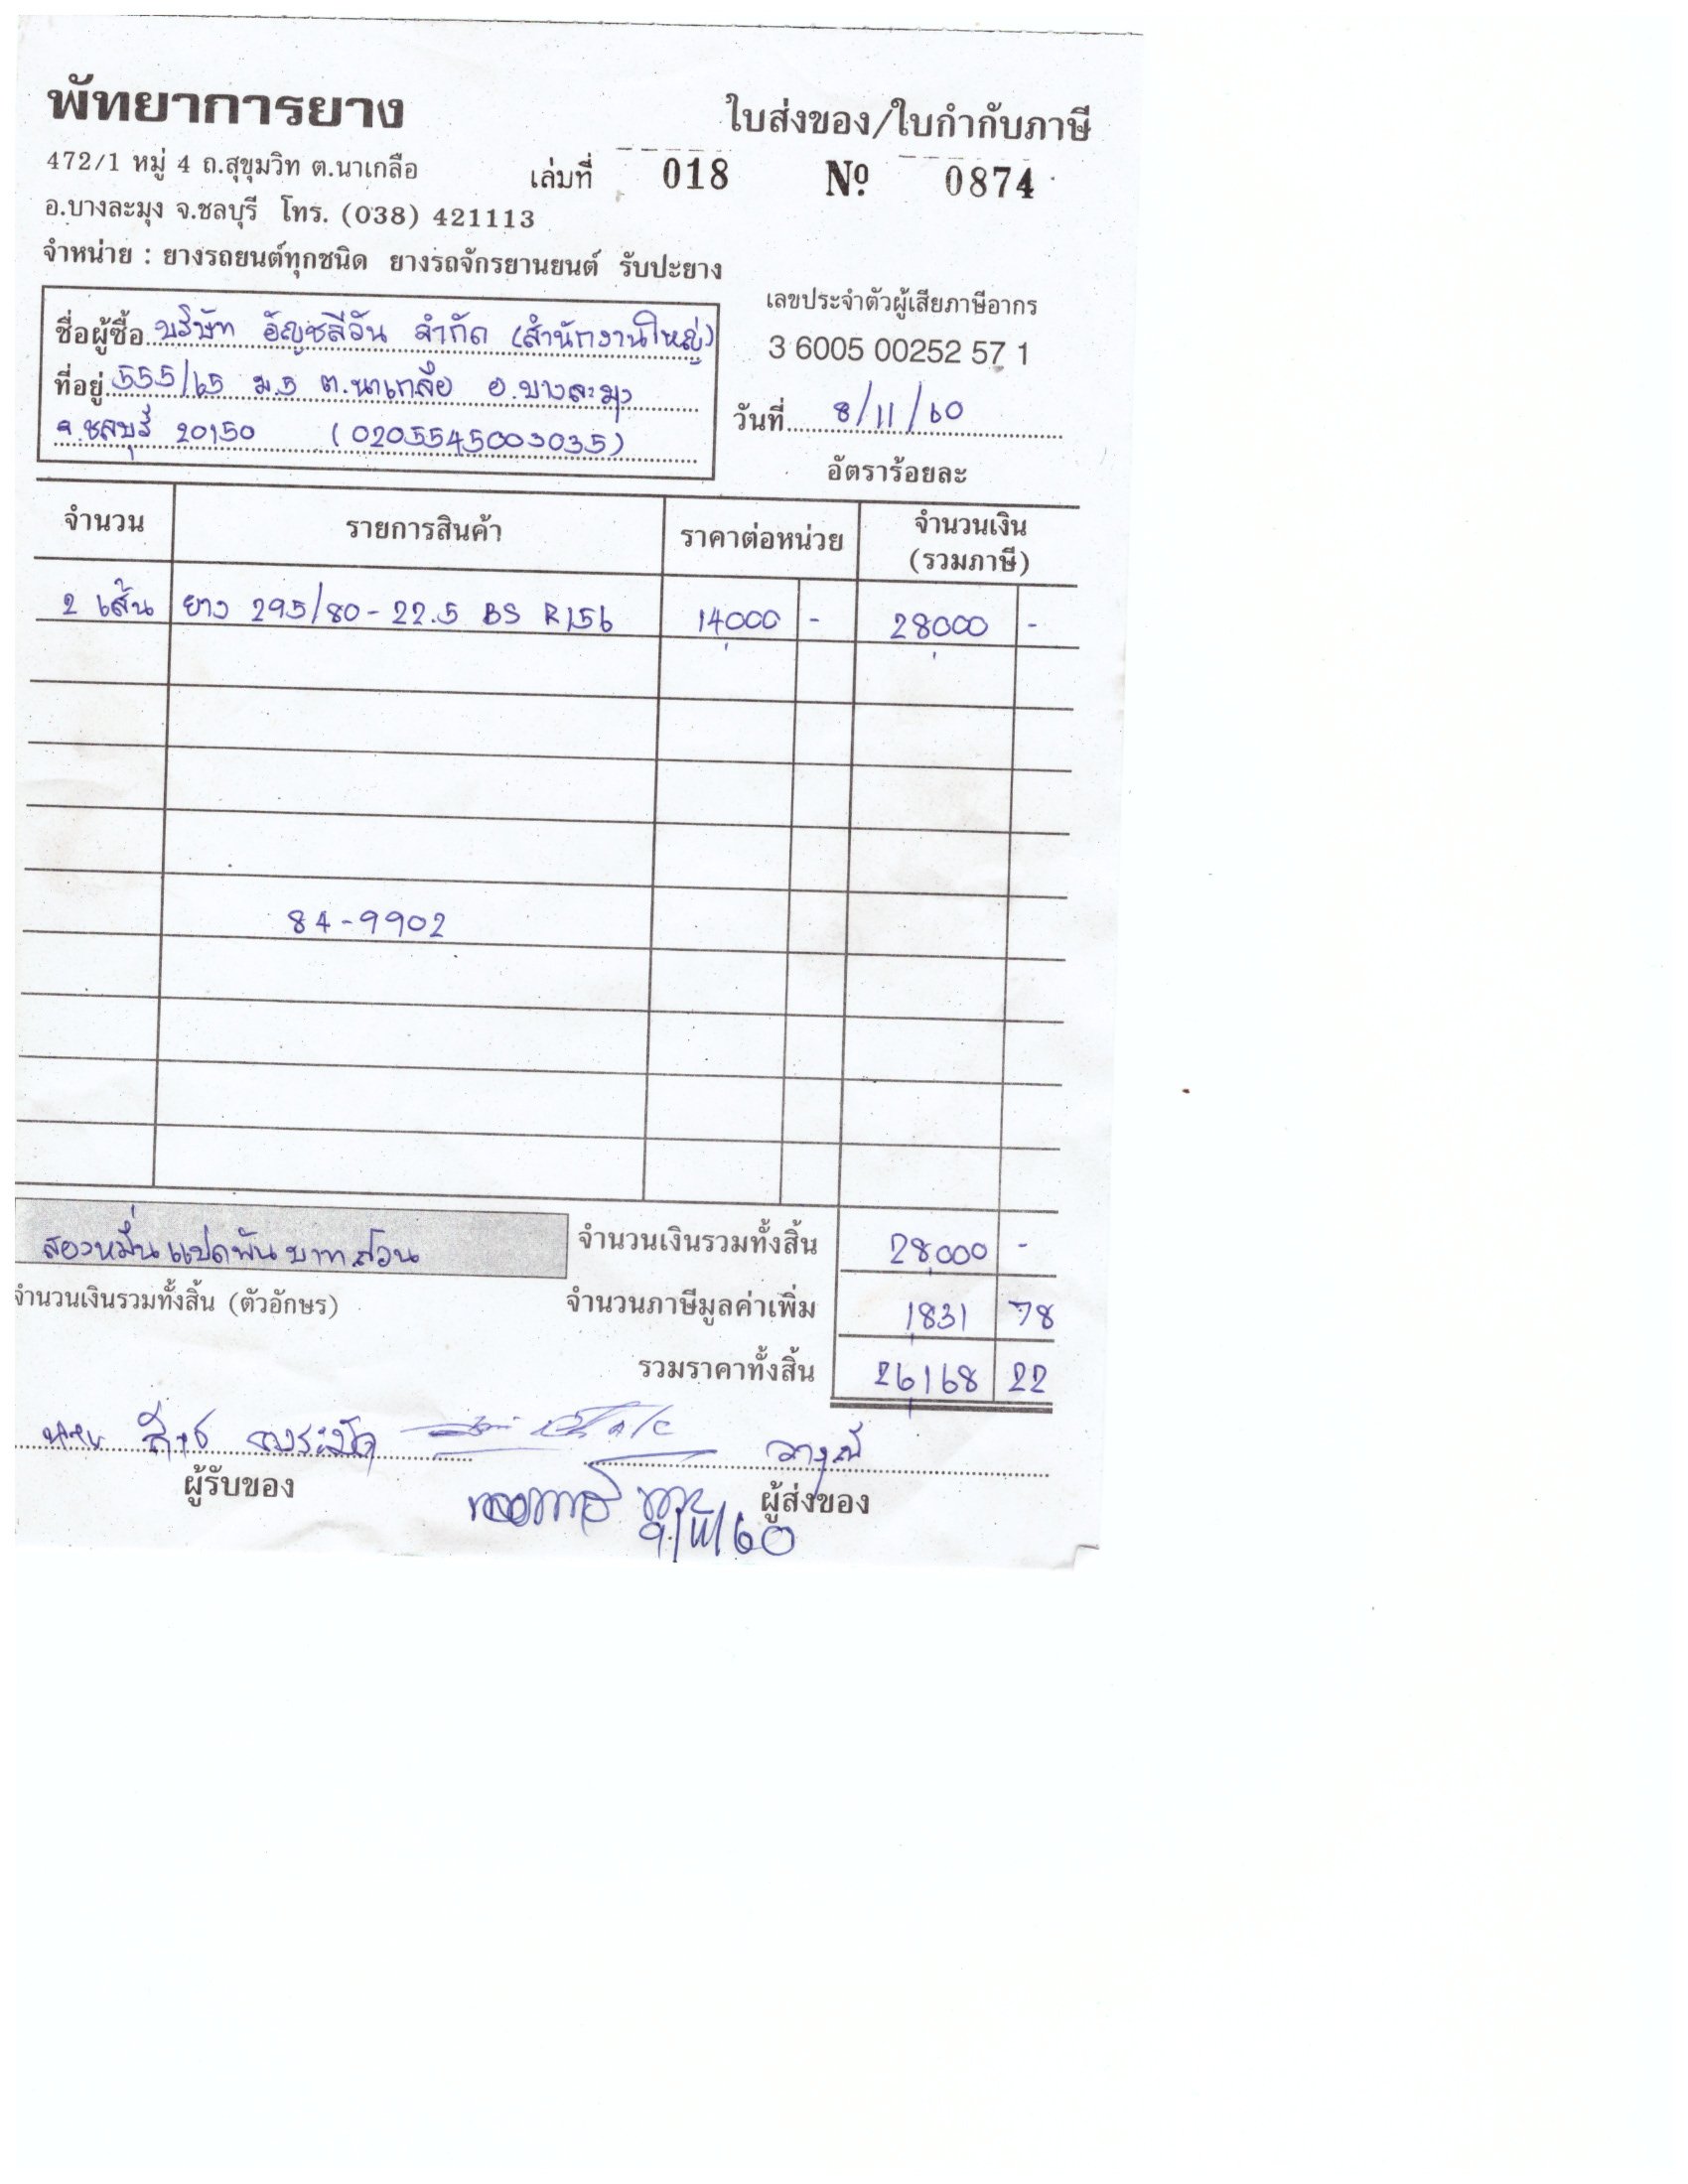 พัทยาการยาง
ใบส่งของ/ใบกำกับภาษี
472/1 หมู่ 4 ถ.สุขุมวิท ต.นาเกลือ
เล่มที่ 018 Nº 0874
อ.บางละมุง จ.ชลบุรี โทร. (038) 421113
จำหน่าย : ยางรถยนต์ทุกชนิด ยางรถจักรยานยนต์ รับปะยาง
เลขประจำตัวผู้เสียภาษีอากร
3 6005 00252 57 1
ชื่อผู้ซื้อ บริษัท อัญชลีวัน จำกัด (สำนักงานใหญ่)
ที่อยู่ 555/65 ม.5 ต.นาเกลือ อ.บางละมุง
จ.ชลบุรี 20150 (0205545003035)
วันที่ 8/11/60
อัตราร้อยละ
จำนวน รายการสินค้า ราคาต่อหน่วย จำนวนเงิน
(รวมภาษี)
2 เส้น ยาง 295/80-22.5 BS R156 14,000 - 28,000 -
84-9902
สองหมื่นแปดพันบาทถ้วน จำนวนเงินรวมทั้งสิ้น 28,000 -
จำนวนเงินรวมทั้งสิ้น (ตัวอักษร) จำนวนภาษีมูลค่าเพิ่ม 1,831 78
รวมราคาทั้งสิ้น 26,168 22
นาย
ผู้รับของ
ผู้ส่งของ
9/11/60